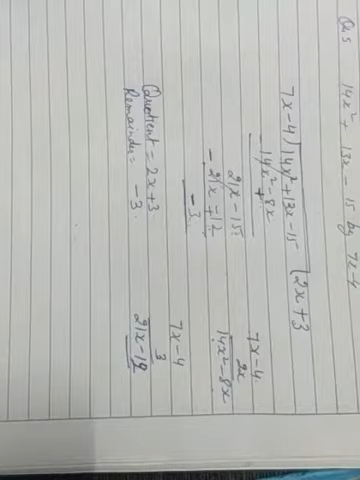 Qus 14x² + 13x - 15 by 7x-4
7x-4)14x²+13x-15(2x+3
-14x²-8x
+
21x-15
- 21x-12
+
-3
Quotient = 2x+3
Remainder = -3.
7x-4
2x
14x²-8x
7x-4
3
21x-12